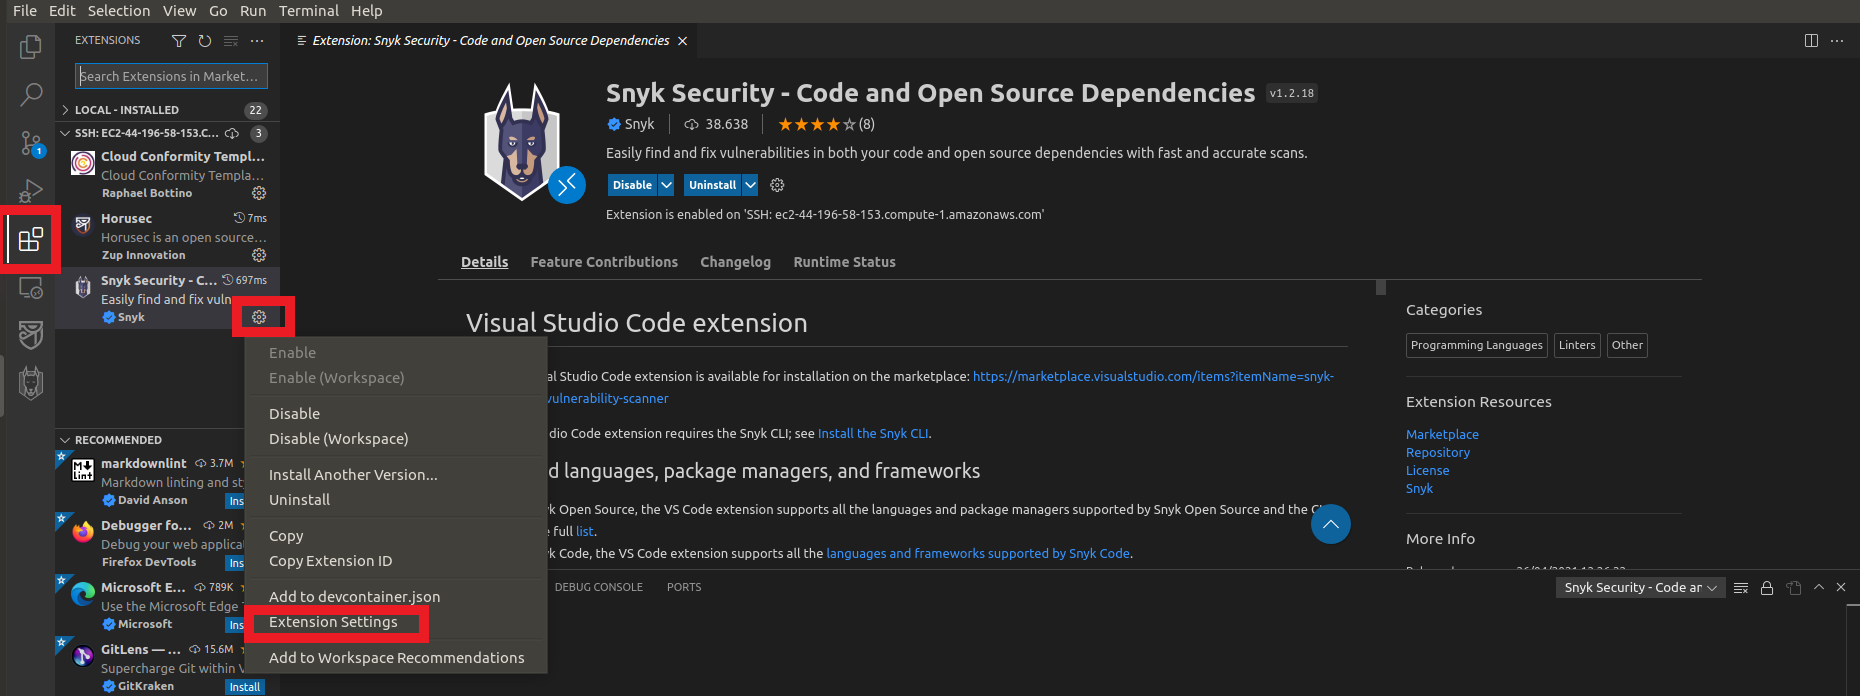 File Edit Selection View Go Run Terminal Help
EXTENSIONS
Search Extensions in Market...
LOCAL - INSTALLED 22
SSH: EC2-44-196-58-153.C... 3
Cloud Conformity Templ...
Cloud Conformity Templa...
Raphael Bottino
Horusec 7ms
Horusec is an open source...
Zup Innovation
Snyk Security - C... 697ms
Easily find and fix vuln
Snyk
1
Enable
Enable (Workspace)
Disable
Disable (Workspace)
Install Another Version...
Uninstall
Copy
Copy Extension ID
Add to devcontainer.json
Extension Settings
Add to Workspace Recommendations
RECOMMENDED
markdownlint 3.7M
Markdown linting and sty
David Anson Ins
Debugger fo... 2M
Debug your web applica
Firefox DevTools Ins
Microsoft E... 789K
Use the Microsoft Edge
Microsoft Ins
GitLens — ... 15.6M
Supercharge Git within V
GitKraken Install
Extension: Snyk Security - Code and Open Source Dependencies
Snyk Security - Code and Open Source Dependencies v1.2.18
Snyk 38.638 (8)
Easily find and fix vulnerabilities in both your code and open source dependencies with fast and accurate scans.
Disable Uninstall
Extension is enabled on 'SSH: ec2-44-196-58-153.compute-1.amazonaws.com'
Details Feature Contributions Changelog Runtime Status
Visual Studio Code extension
al Studio Code extension is available for installation on the marketplace: https://marketplace.visualstudio.com/items?itemName=snyk-
vulnerability-scanner
dio Code extension requires the Snyk CLI; see Install the Snyk CLI.
d languages, package managers, and frameworks
k Open Source, the VS Code extension supports all the languages and package managers supported by Snyk Open Source and the
e full list.
k Code, the VS Code extension supports all the languages and frameworks supported by Snyk Code.
Categories
Programming Languages Linters Other
Extension Resources
Marketplace
Repository
License
Snyk
More Info
DEBUG CONSOLE PORTS
Snyk Security - Code ar